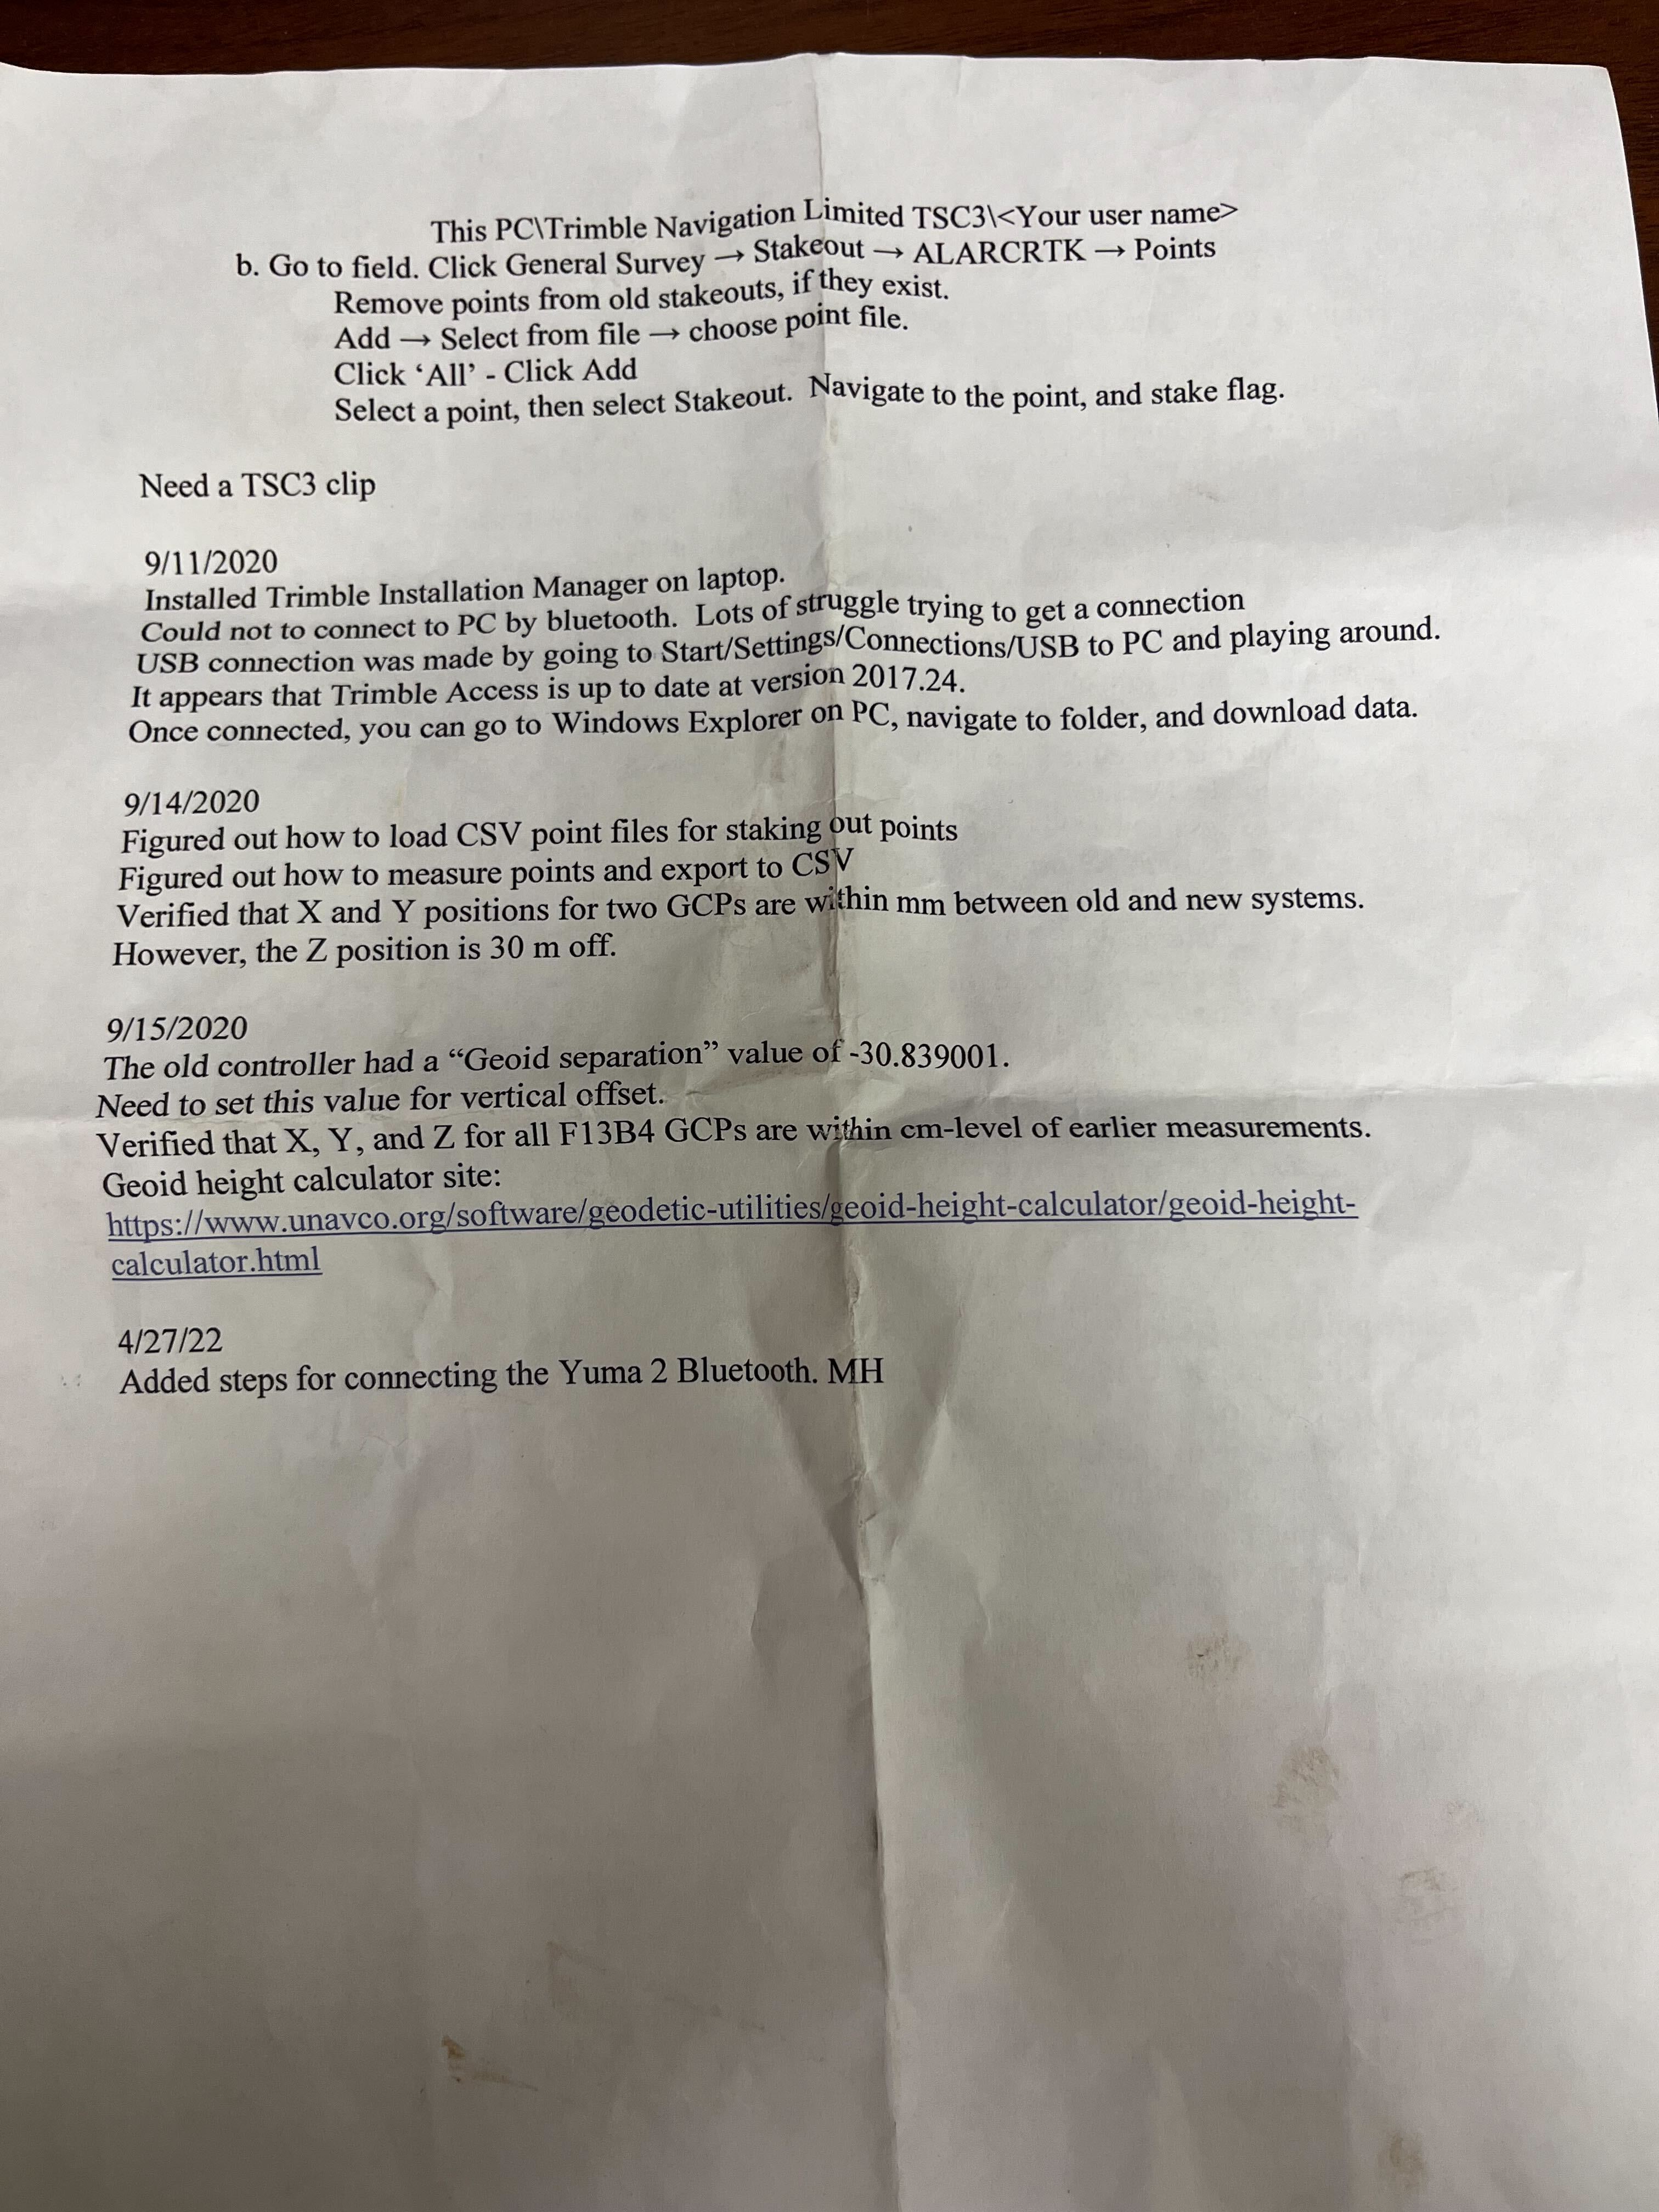 This PC\Trimble Navigation Limited TSC3\<Your user name>
b. Go to field. Click General Survey → Stakeout → ALARCRTK → Points
Remove points from old stakeouts, if they exist.
Add → Select from file → choose point file.
Click ‘All’ - Click Add
Select a point, then select Stakeout. Navigate to the point, and stake flag.
Need a TSC3 clip
9/11/2020
Installed Trimble Installation Manager on laptop.
Could not to connect to PC by bluetooth. Lots of struggle trying to get a connection
USB connection was made by going to Start/Settings/Connections/USB to PC and playing around.
It appears that Trimble Access is up to date at version 2017.24.
Once connected, you can go to Windows Explorer on PC, navigate to folder, and download data.
9/14/2020
Figured out how to load CSV point files for staking out points
Figured out how to measure points and export to CSV
Verified that X and Y positions for two GCPs are within mm between old and new systems.
However, the Z position is 30 m off.
9/15/2020
The old controller had a “Geoid separation” value of -30.839001.
Need to set this value for vertical offset.
Verified that X, Y, and Z for all F13B4 GCPs are within cm-level of earlier measurements.
Geoid height calculator site:
https://www.unavco.org/software/geodetic-utilities/geoid-height-calculator/geoid-height-
calculator.html
4/27/22
Added steps for connecting the Yuma 2 Bluetooth. MH